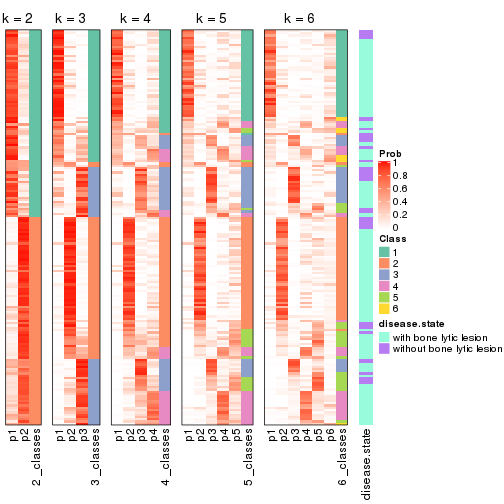 k = 2
k = 3
k = 4
k = 5
k = 6
Prob
1
0.8
0.6
0.4
0.2
0
Class
1
2
3
4
5
6
disease.state
with bone lytic lesion
without bone lytic lesion
p1
p2
2_classes
p1
p2
p3
3_classes
p1
p2
p3
p4
4_classes
p1
p2
p3
p4
p5
5_classes
p1
p2
p3
p4
p5
p6
6_classes
disease.state